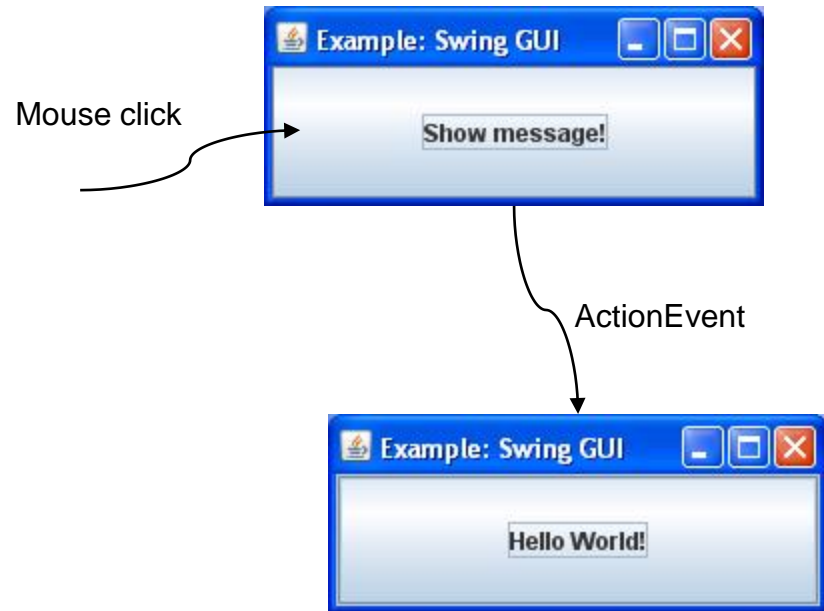 Example: Swing GUI
Mouse click
Show message!
ActionEvent
Example: Swing GUI
Hello World!